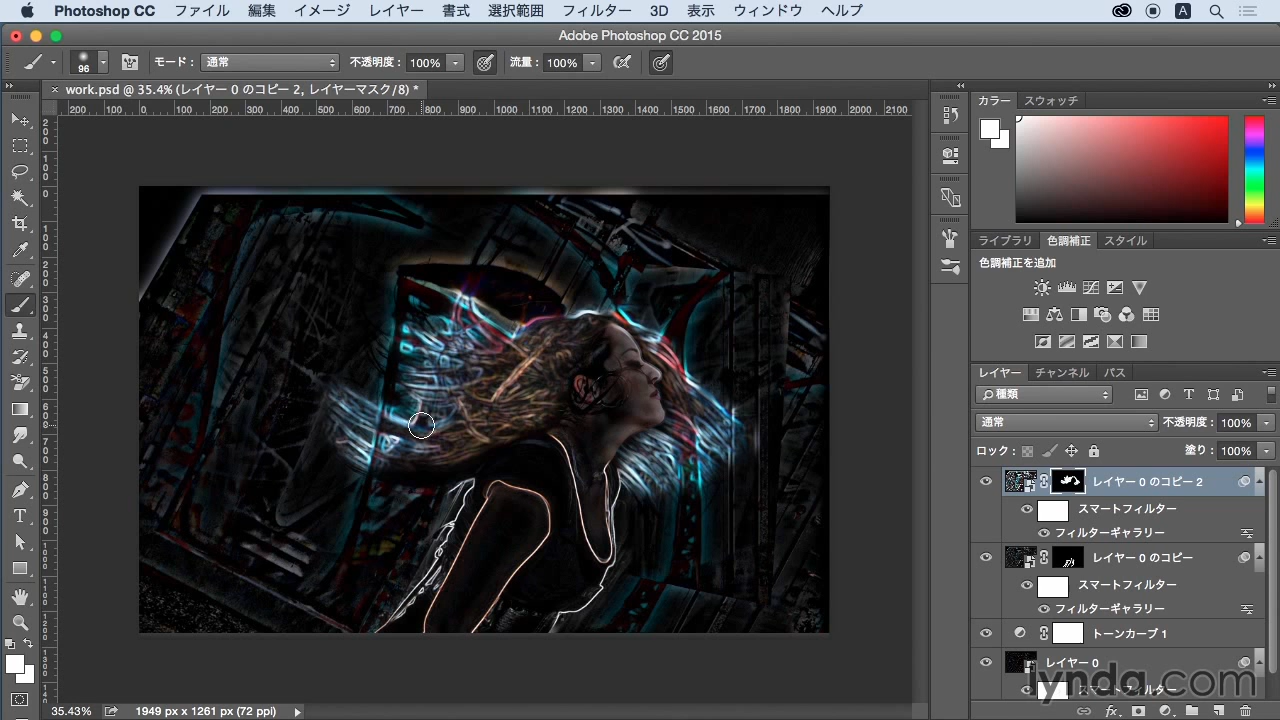 Photoshop CC ファイル 編集 イメージ レイヤー 書式 選択範囲 フィルター 3D 表示 ウィンドウ ヘルプ
A
Adobe Photoshop CC 2015
96 モード： 通常 不透明度： 100% 流量： 100%
× work.psd @ 35.4% (レイヤー 0 のコピー 2, レイヤーマスク/8) *
200 100 0 100 200 300 400 500 600 700 800 900 1000 1100 1200 1300 1400 1500 1600 1700 1800 1900 2000 2100
カラー スウォッチ
ライブラリ 色調補正 スタイル
色調補正を追加
レイヤー チャンネル パス
種類
通常 不透明度： 100%
ロック： 塗り： 100%
レイヤー 0 のコピー 2
スマートフィルター
フィルターギャラリー
レイヤー 0 のコピー
スマートフィルター
フィルターギャラリー
トーンカーブ 1
レイヤー 0
スマートフィルター
lynda.com
35.43% 1949 px x 1261 px (72 ppi)